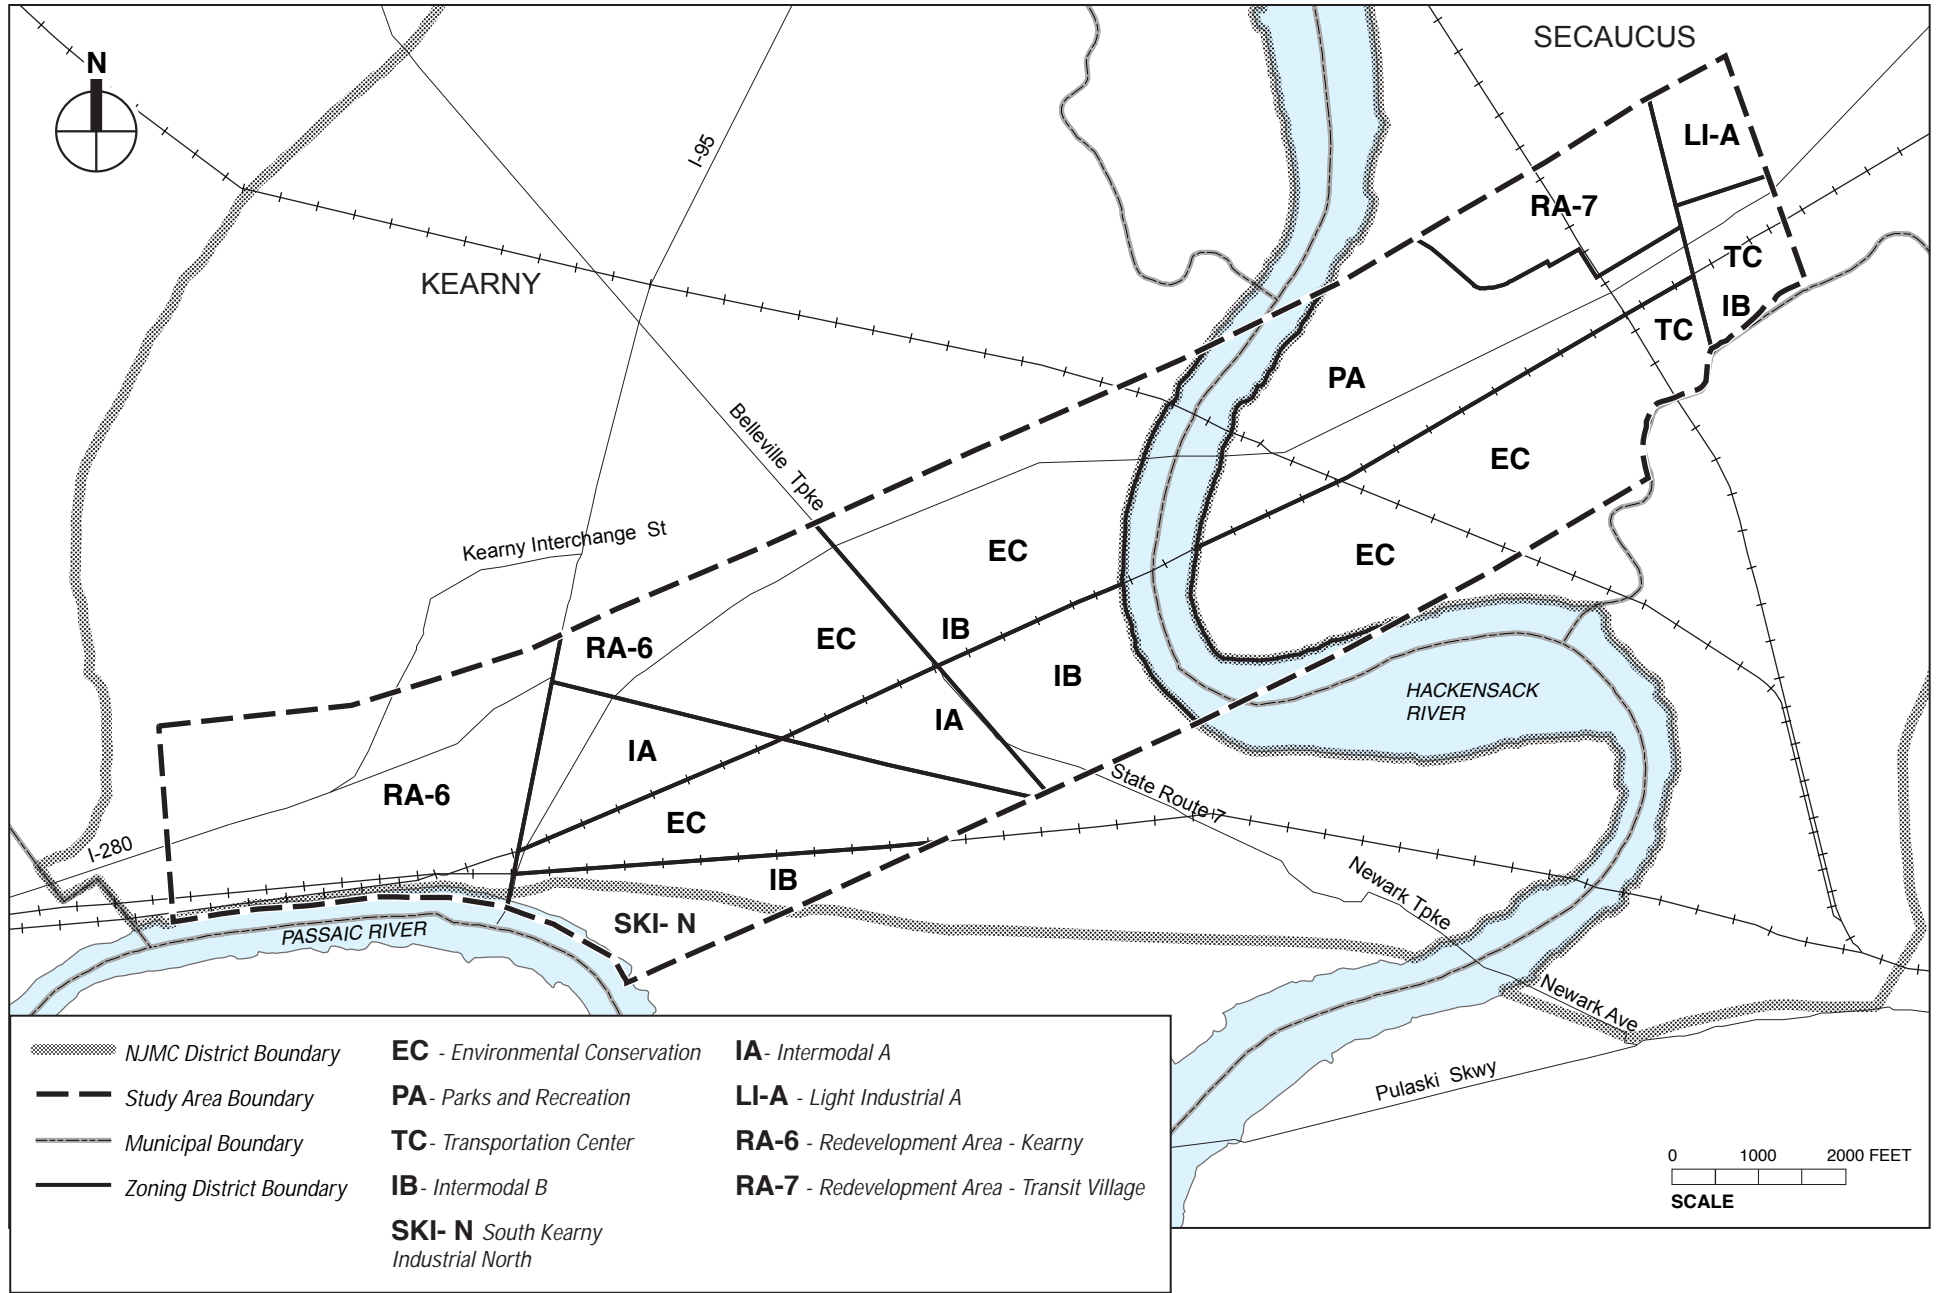 SECAUCUS
N
LI-A
I-95
RA-7
KEARNY
TC
IB
TC
PA
Belleville Tpke
EC
Kearny Interchange St
EC
EC
IB
EC
RA-6
IB
HACKENSACK
RIVER
IA
IA
State Route 7
RA-6
EC
I-280
IB
Newark Tpke
SKI- N
PASSAIC RIVER
Newark Ave
Pulaski Skwy
NJMC District Boundary
Study Area Boundary
Municipal Boundary
Zoning District Boundary
EC - Environmental Conservation
PA- Parks and Recreation
TC- Transportation Center
IB- Intermodal B
SKI- N South Kearny
Industrial North
IA- Intermodal A
LI-A - Light Industrial A
RA-6 - Redevelopment Area - Kearny
RA-7 - Redevelopment Area - Transit Village
0 1000 2000 FEET
SCALE